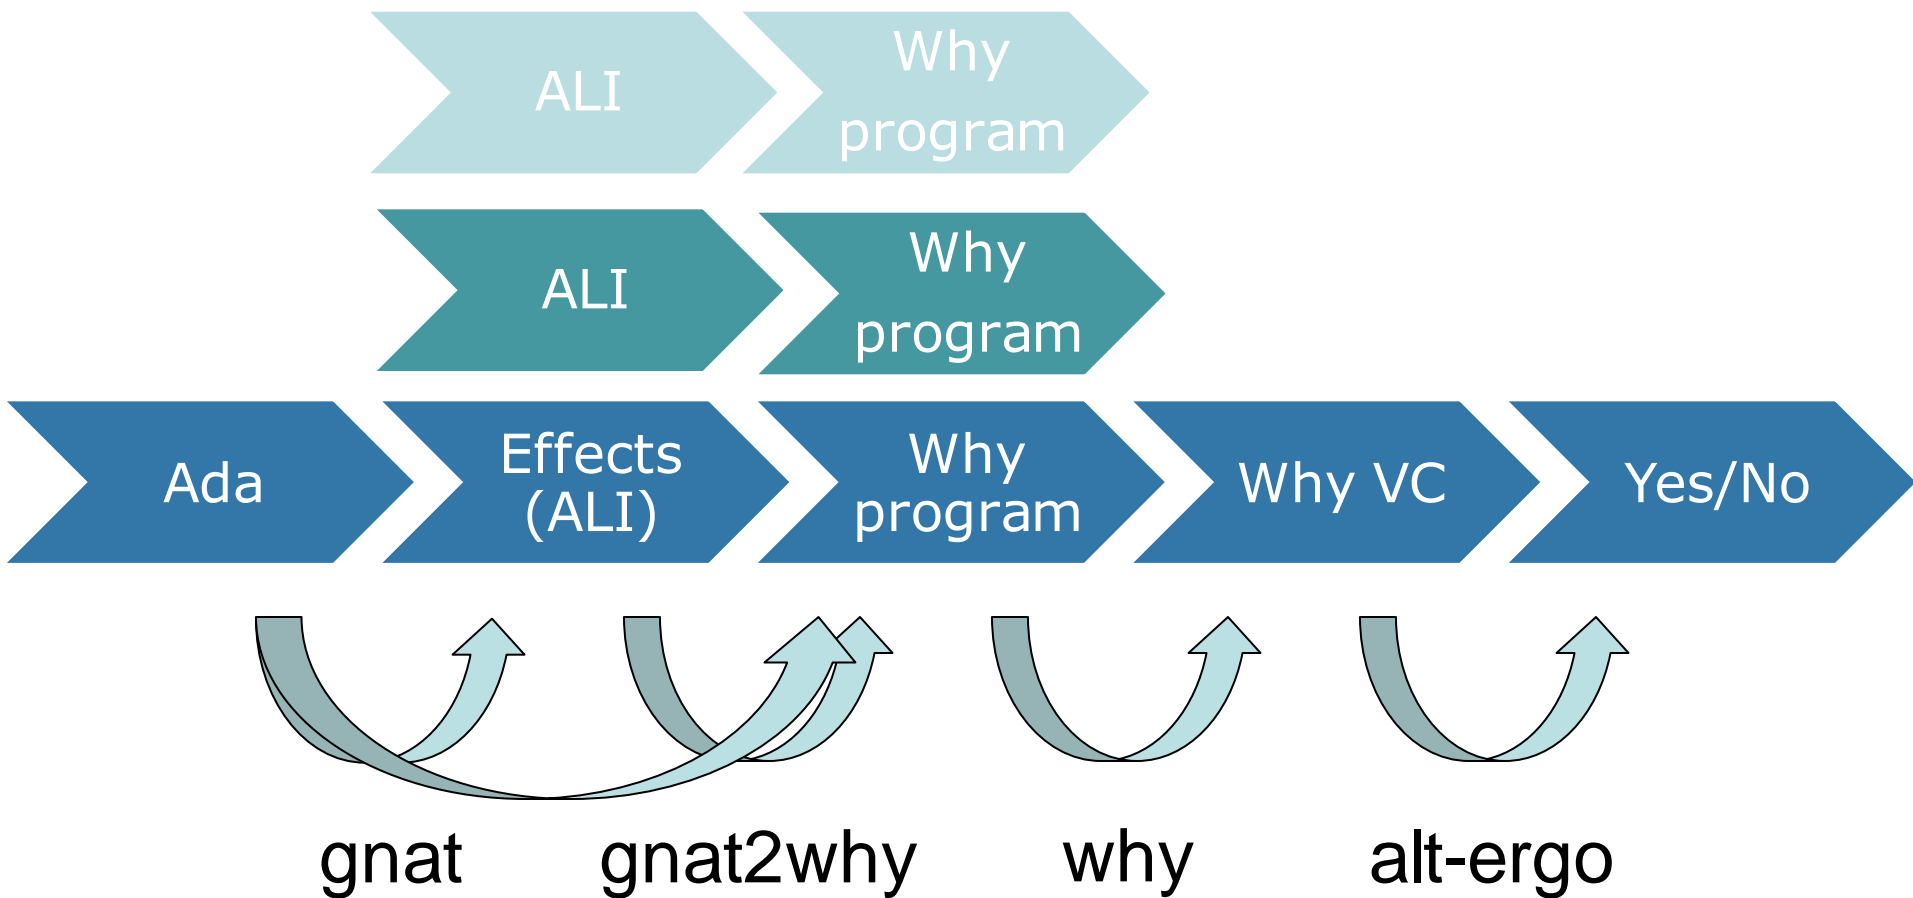 ALI
Why
program
ALI
Why
program
Ada
Effects
(ALI)
Why
program
Why VC
Yes/No
gnat
gnat2why
why
alt-ergo